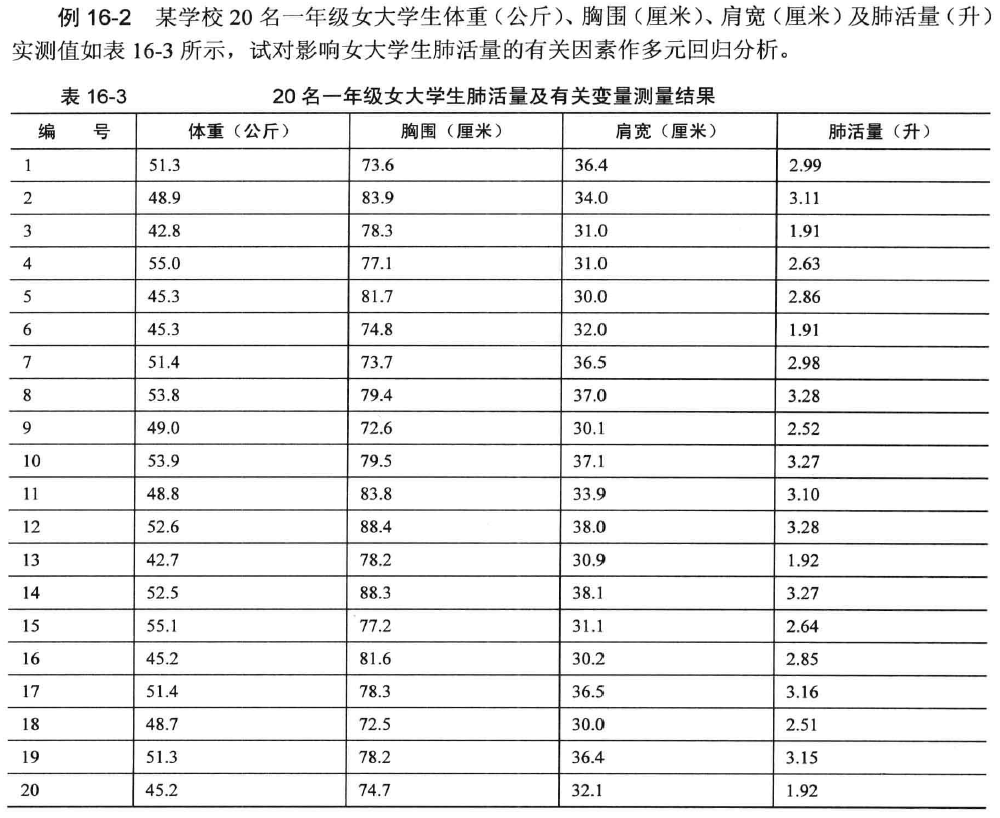 例 16-2 某学校 20 名一年级女大学生体重（公斤）、胸围（厘米）、肩宽（厘米）及肺活量（升）
实测值如表 16-3 所示，试对影响女大学生肺活量的有关因素作多元回归分析。
表 16-3 20 名一年级女大学生肺活量及有关变量测量结果
编 号 体重（公斤） 胸围（厘米） 肩宽（厘米） 肺活量（升）
1 51.3 73.6 36.4 2.99
2 48.9 83.9 34.0 3.11
3 42.8 78.3 31.0 1.91
4 55.0 77.1 31.0 2.63
5 45.3 81.7 30.0 2.86
6 45.3 74.8 32.0 1.91
7 51.4 73.7 36.5 2.98
8 53.8 79.4 37.0 3.28
9 49.0 72.6 30.1 2.52
10 53.9 79.5 37.1 3.27
11 48.8 83.8 33.9 3.10
12 52.6 88.4 38.0 3.28
13 42.7 78.2 30.9 1.92
14 52.5 88.3 38.1 3.27
15 55.1 77.2 31.1 2.64
16 45.2 81.6 30.2 2.85
17 51.4 78.3 36.5 3.16
18 48.7 72.5 30.0 2.51
19 51.3 78.2 36.4 3.15
20 45.2 74.7 32.1 1.92